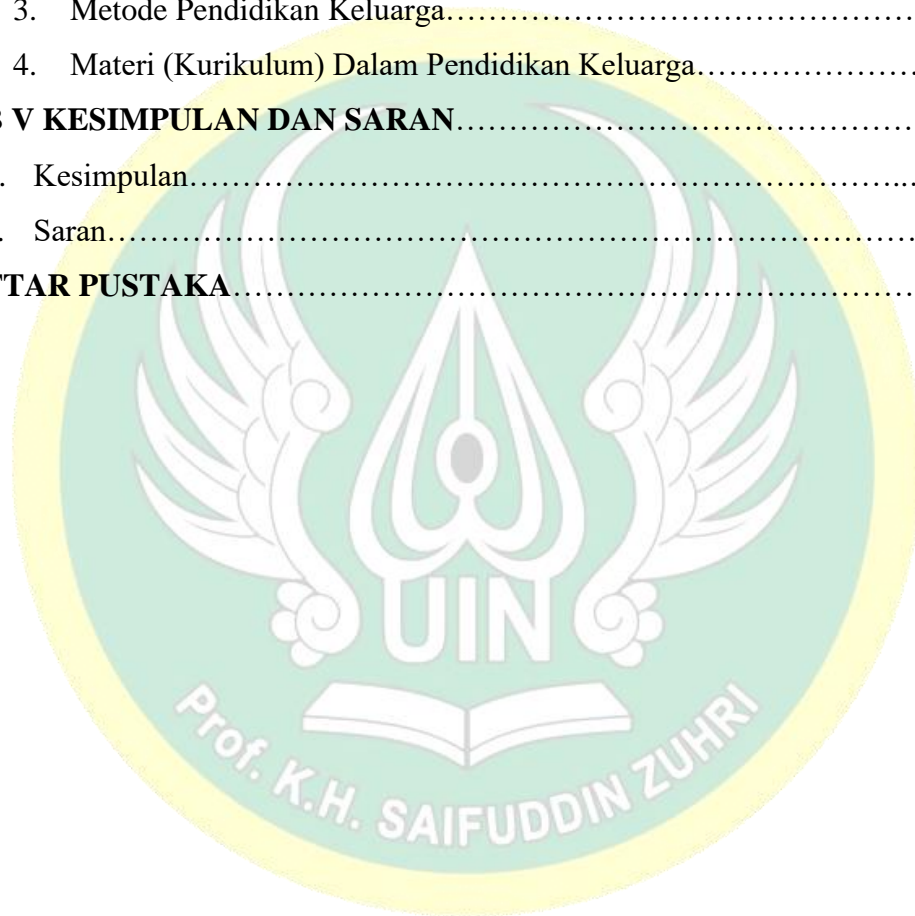 3. Metode Pendidikan Keluarga……………………………………
4. Materi (Kurikulum) Dalam Pendidikan Keluarga…………………
V KESIMPULAN DAN SARAN……………………………………
. Kesimpulan…………………………………………………………...
. Saran…………………………………………………………………
TAR PUSTAKA………………………………………………………
UIN
Prof. K.H. SAIFUDDIN ZUHRI